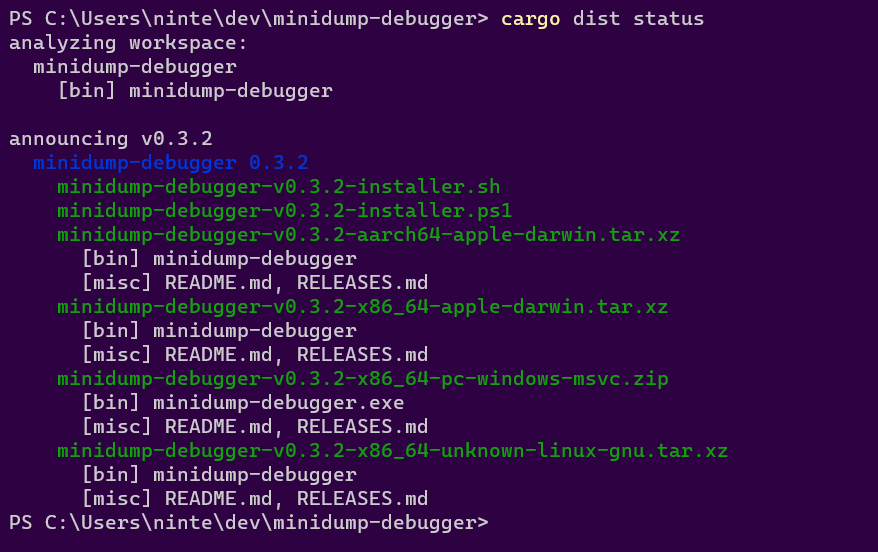 PS C:\Users\ninte\dev\minidump-debugger> cargo dist status
analyzing workspace:
  minidump-debugger
    [bin] minidump-debugger

announcing v0.3.2
  minidump-debugger 0.3.2
    minidump-debugger-v0.3.2-installer.sh
    minidump-debugger-v0.3.2-installer.ps1
    minidump-debugger-v0.3.2-aarch64-apple-darwin.tar.xz
      [bin] minidump-debugger
      [misc] README.md, RELEASES.md
    minidump-debugger-v0.3.2-x86_64-apple-darwin.tar.xz
      [bin] minidump-debugger
      [misc] README.md, RELEASES.md
    minidump-debugger-v0.3.2-x86_64-pc-windows-msvc.zip
      [bin] minidump-debugger.exe
      [misc] README.md, RELEASES.md
    minidump-debugger-v0.3.2-x86_64-unknown-linux-gnu.tar.xz
      [bin] minidump-debugger
      [misc] README.md, RELEASES.md
PS C:\Users\ninte\dev\minidump-debugger>